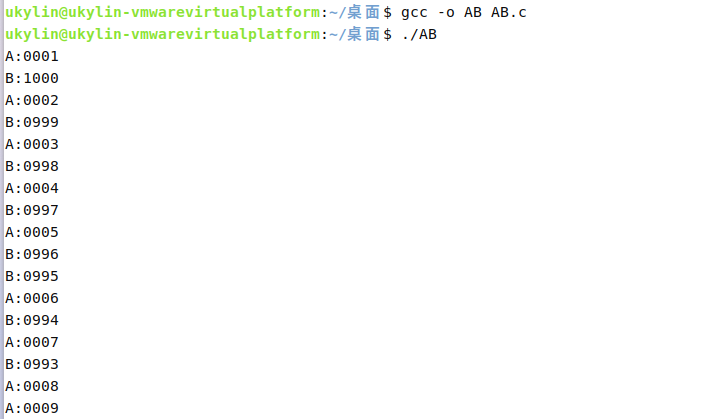 ukylin@ukylin-vmwarevirtualplatform:~/桌面$ gcc -o AB AB.c
ukylin@ukylin-vmwarevirtualplatform:~/桌面$ ./AB
A:0001
B:1000
A:0002
B:0999
A:0003
B:0998
A:0004
B:0997
A:0005
B:0996
B:0995
A:0006
B:0994
A:0007
B:0993
A:0008
A:0009